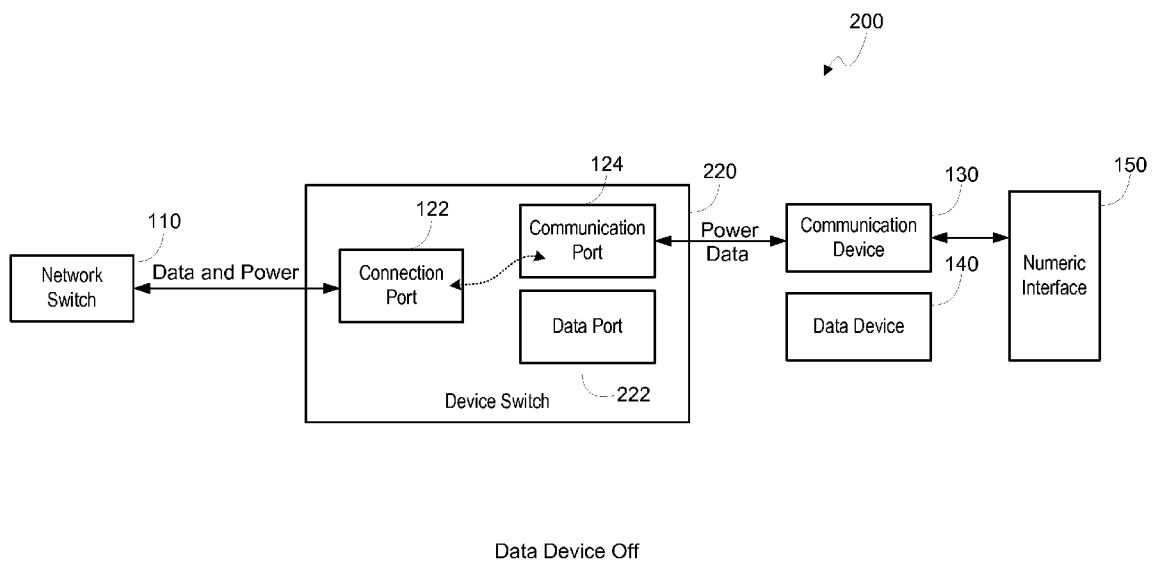 200
110
Network
Switch
Data and Power
122
Connection
Port
124
Communication
Port
220
Data Port
222
Device Switch
Power
Data
130
Communication
Device
140
Data Device
150
Numeric
Interface
Data Device Off